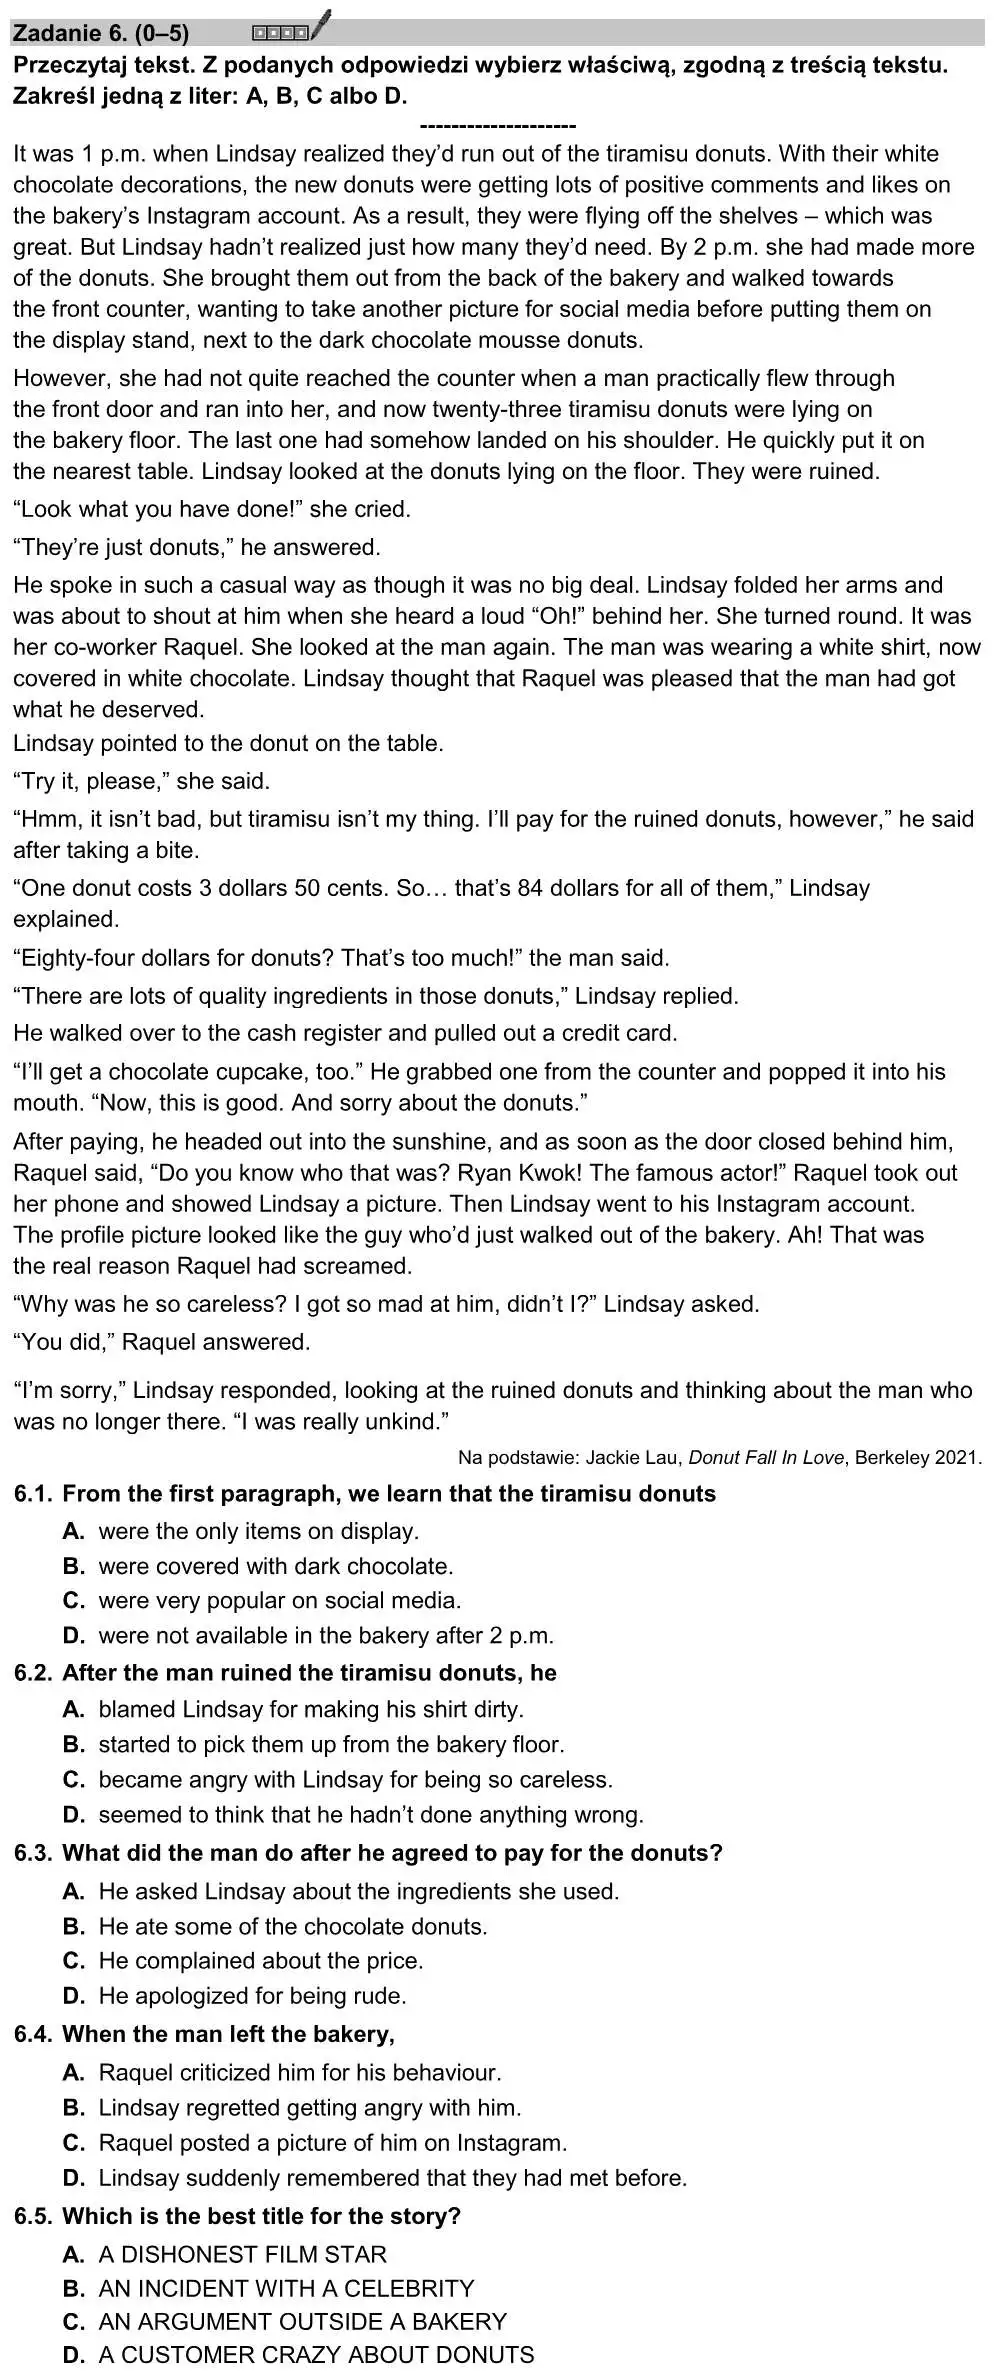 Zadanie 6. (0–5)
Przeczytaj tekst. Z podanych odpowiedzi wybierz właściwą, zgodną z treścią tekstu.
Zakreśl jedną z liter: A, B, C albo D.
--------------------
It was 1 p.m. when Lindsay realized they’d run out of the tiramisu donuts. With their white
chocolate decorations, the new donuts were getting lots of positive comments and likes on
the bakery’s Instagram account. As a result, they were flying off the shelves – which was
great. But Lindsay hadn’t realized just how many they’d need. By 2 p.m. she had made more
of the donuts. She brought them out from the back of the bakery and walked towards
the front counter, wanting to take another picture for social media before putting them on
the display stand, next to the dark chocolate mousse donuts.
However, she had not quite reached the counter when a man practically flew through
the front door and ran into her, and now twenty-three tiramisu donuts were lying on
the bakery floor. The last one had somehow landed on his shoulder. He quickly put it on
the nearest table. Lindsay looked at the donuts lying on the floor. They were ruined.
“Look what you have done!” she cried.
“They’re just donuts,” he answered.
He spoke in such a casual way as though it was no big deal. Lindsay folded her arms and
was about to shout at him when she heard a loud “Oh!” behind her. She turned round. It was
her co-worker Raquel. She looked at the man again. The man was wearing a white shirt, now
covered in white chocolate. Lindsay thought that Raquel was pleased that the man had got
what he deserved.
Lindsay pointed to the donut on the table.
“Try it, please,” she said.
“Hmm, it isn’t bad, but tiramisu isn’t my thing. I’ll pay for the ruined donuts, however,” he said
after taking a bite.
“One donut costs 3 dollars 50 cents. So… that’s 84 dollars for all of them,” Lindsay
explained.
“Eighty-four dollars for donuts? That’s too much!” the man said.
“There are lots of quality ingredients in those donuts,” Lindsay replied.
He walked over to the cash register and pulled out a credit card.
“I’ll get a chocolate cupcake, too.” He grabbed one from the counter and popped it into his
mouth. “Now, this is good. And sorry about the donuts.”
After paying, he headed out into the sunshine, and as soon as the door closed behind him,
Raquel said, “Do you know who that was? Ryan Kwok! The famous actor!” Raquel took out
her phone and showed Lindsay a picture. Then Lindsay went to his Instagram account.
The profile picture looked like the guy who’d just walked out of the bakery. Ah! That was
the real reason Raquel had screamed.
“Why was he so careless? I got so mad at him, didn’t I?” Lindsay asked.
“You did,” Raquel answered.
“I’m sorry,” Lindsay responded, looking at the ruined donuts and thinking about the man who
was no longer there. “I was really unkind.”
Na podstawie: Jackie Lau, Donut Fall In Love, Berkeley 2021.
6.1. From the first paragraph, we learn that the tiramisu donuts
A. were the only items on display.
B. were covered with dark chocolate.
C. were very popular on social media.
D. were not available in the bakery after 2 p.m.
6.2. After the man ruined the tiramisu donuts, he
A. blamed Lindsay for making his shirt dirty.
B. started to pick them up from the bakery floor.
C. became angry with Lindsay for being so careless.
D. seemed to think that he hadn’t done anything wrong.
6.3. What did the man do after he agreed to pay for the donuts?
A. He asked Lindsay about the ingredients she used.
B. He ate some of the chocolate donuts.
C. He complained about the price.
D. He apologized for being rude.
6.4. When the man left the bakery,
A. Raquel criticized him for his behaviour.
B. Lindsay regretted getting angry with him.
C. Raquel posted a picture of him on Instagram.
D. Lindsay suddenly remembered that they had met before.
6.5. Which is the best title for the story?
A. A DISHONEST FILM STAR
B. AN INCIDENT WITH A CELEBRITY
C. AN ARGUMENT OUTSIDE A BAKERY
D. A CUSTOMER CRAZY ABOUT DONUTS